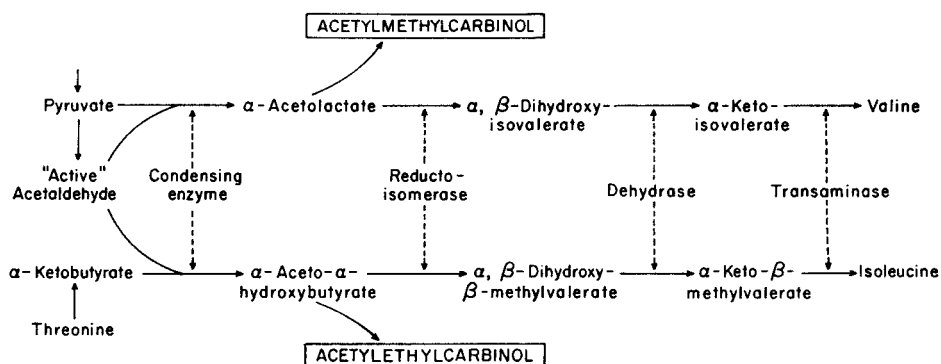 ACETYLMETHYLCARBINOL
Pyruvate
α-Acetolactate
α, β-Dihydroxy-
isovalerate
α-Keto-
isovalerate
Valine
"Active"
Acetaldehyde
Condensing
enzyme
Reducto-
isomerase
Dehydrase
Transaminase
α-Ketobutyrate
α-Aceto-α-
hydroxybutyrate
α, β-Dihydroxy-
β-methylvalerate
α-Keto-β-
methylvalerate
Isoleucine
Threonine
ACETYLETHYLCARBINOL